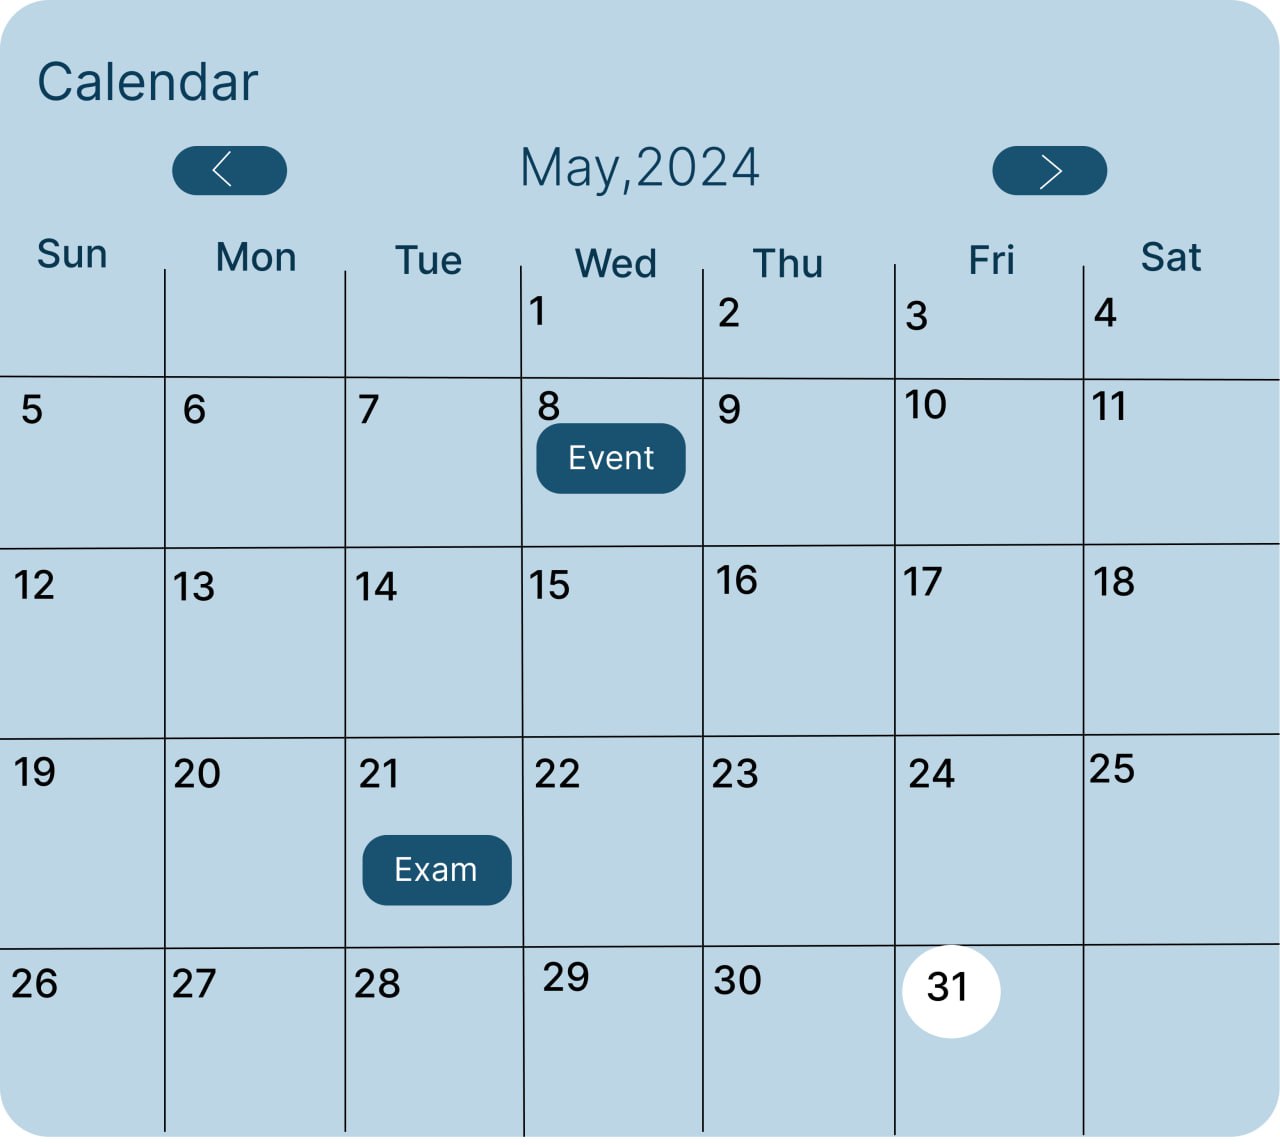 Calendar
May,2024
Sun Mon Tue Wed Thu Fri Sat
1 2 3 4
5 6 7 8 9 10 11
Event
12 13 14 15 16 17 18
19 20 21 22 23 24 25
Exam
26 27 28 29 30 31